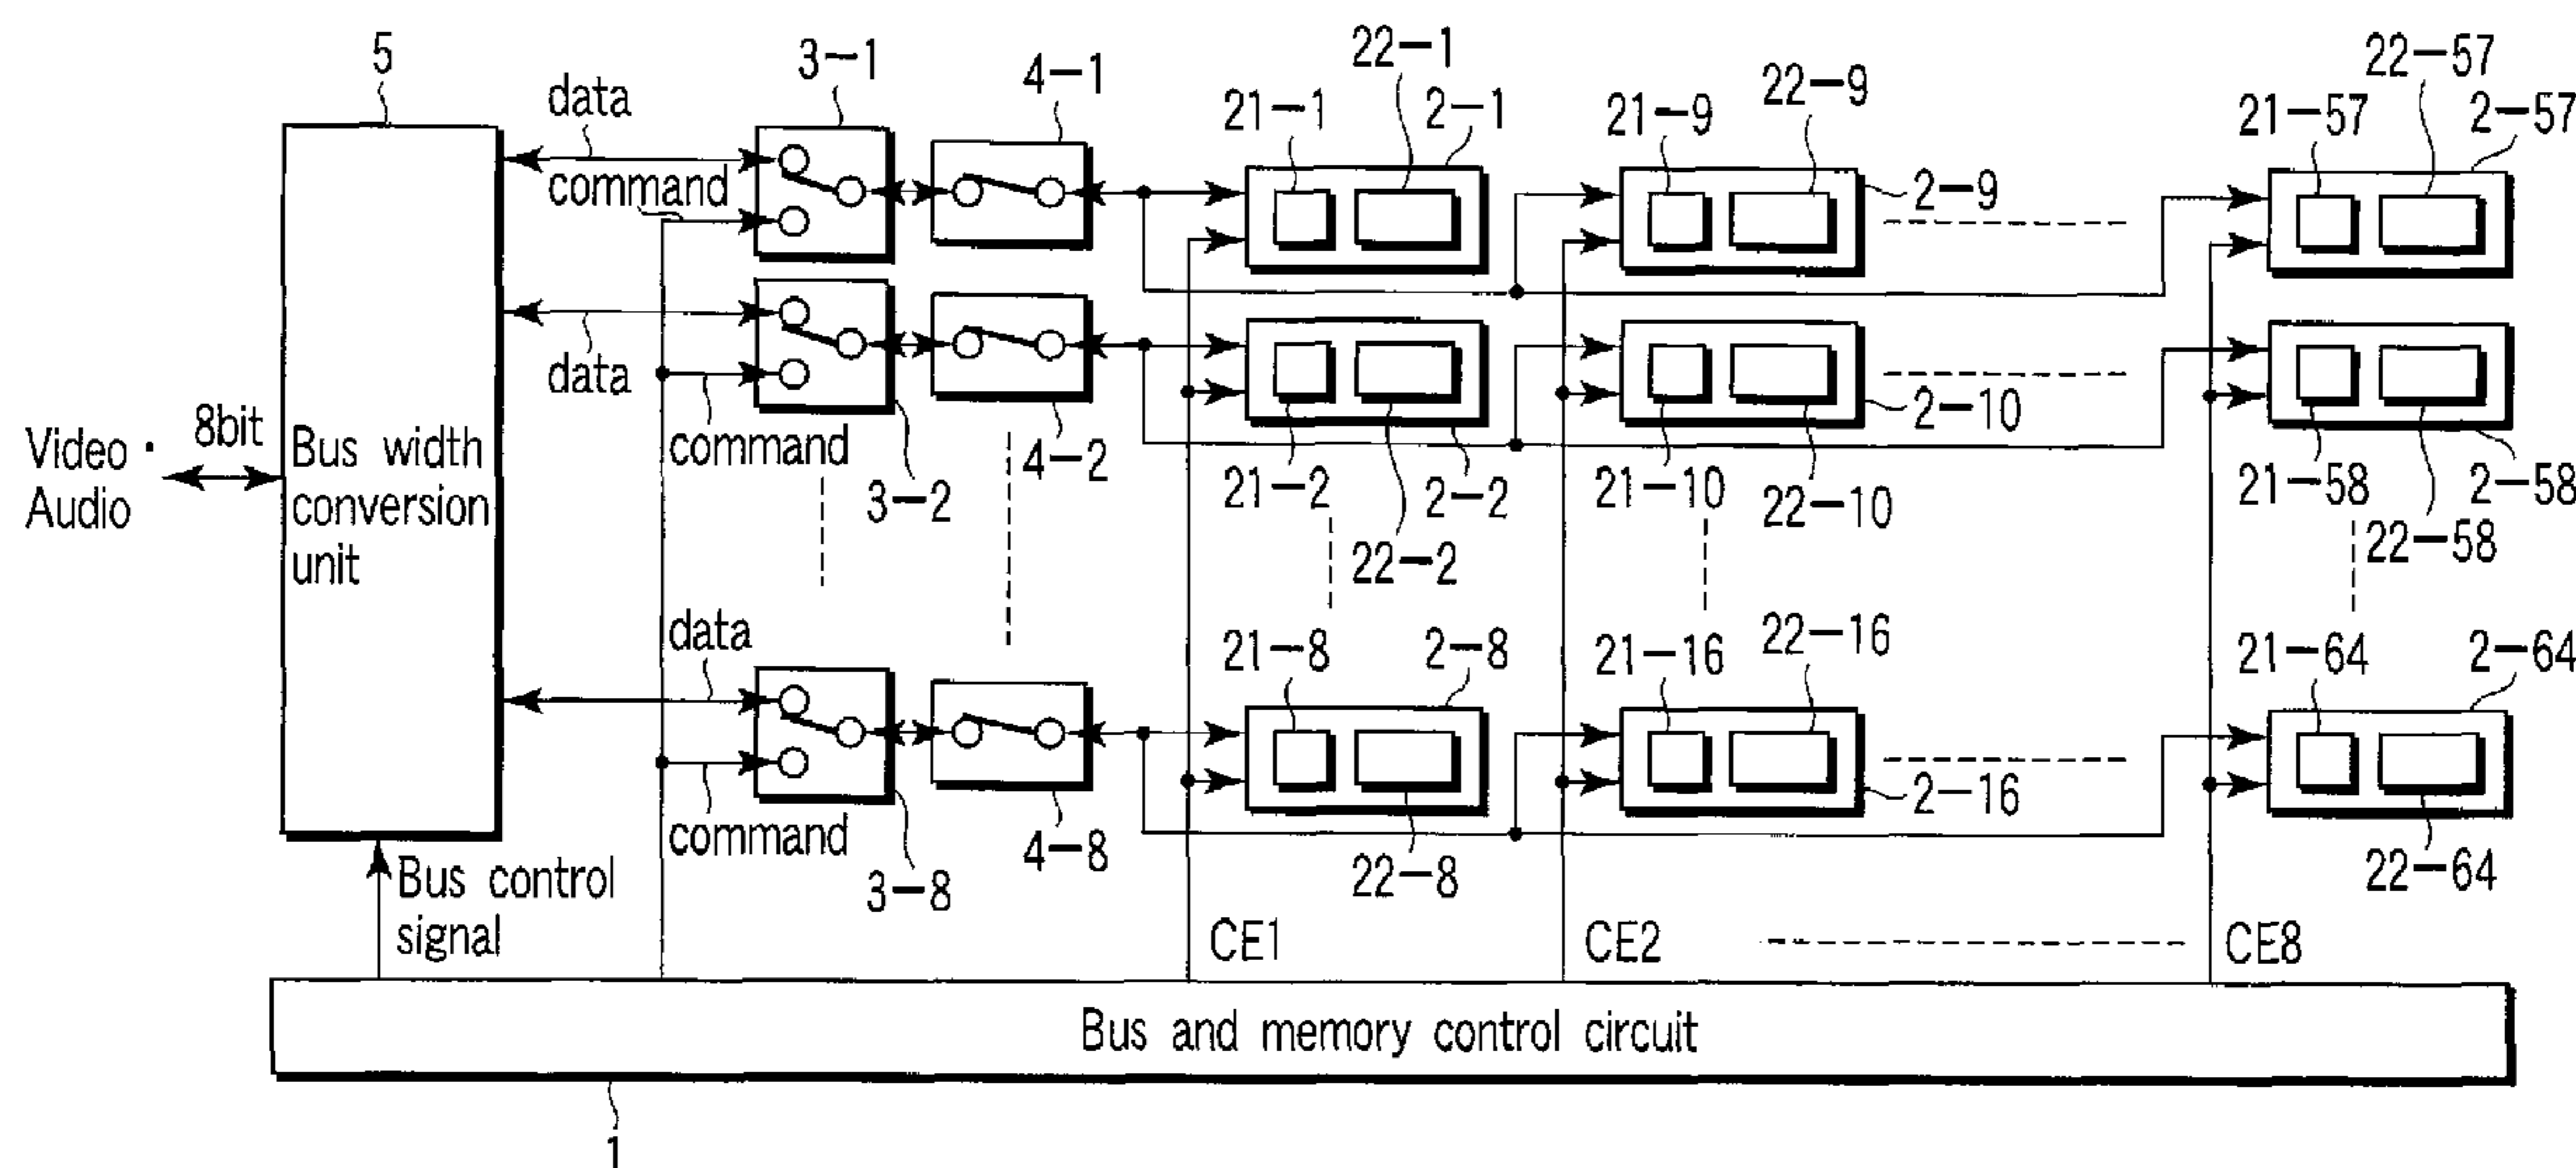 5
data
command
3-1
4-1
21-1
22-1
2-1
21-9
22-9
2-9
21-57
22-57
2-57
data
command
3-2
4-2
21-2
22-2
2-2
21-10
22-10
2-10
21-58
22-58
2-58
Video·
Audio
8bit
Bus width
conversion
unit
data
command
3-8
4-8
21-8
22-8
2-8
21-16
22-16
2-16
21-64
22-64
2-64
Bus control
signal
CE1
CE2
CE8
Bus and memory control circuit
1